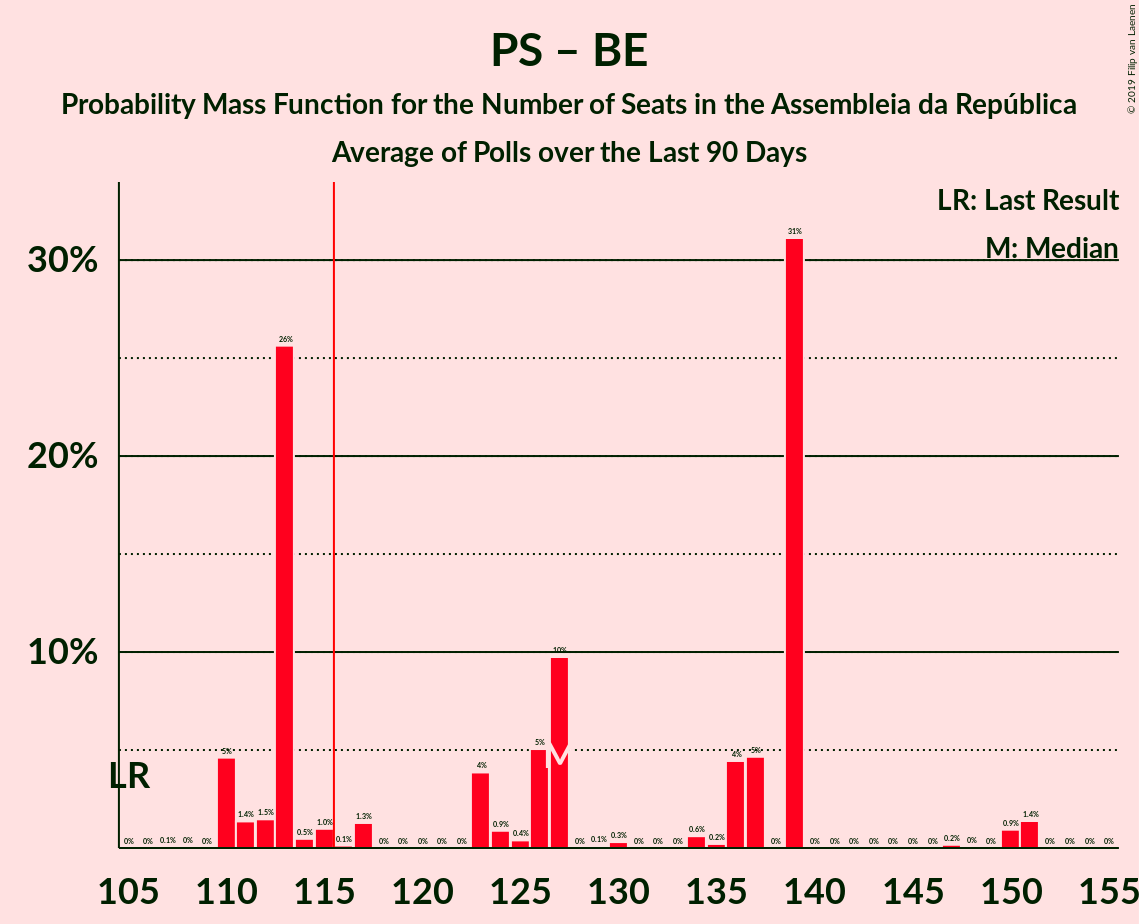 PS – BE
Probability Mass Function for the Number of Seats in the Assembleia da República
Average of Polls over the Last 90 Days
© 2019 Filip van Laenen
LR: Last Result
M: Median
30%
20%
10%
LR
M
0% 0% 0.1% 0% 0% 5% 1.4% 1.5% 26% 0.5% 1.0% 0.1% 1.3% 0% 0% 0% 0% 0% 4% 0.9% 0.4% 5% 10% 0% 0.1% 0.3% 0% 0% 0% 0.6% 0.2% 4% 5% 0% 31% 0% 0% 0% 0% 0% 0% 0% 0.2% 0% 0% 0.9% 1.4% 0% 0% 0% 0%
105 110 115 120 125 130 135 140 145 150 155